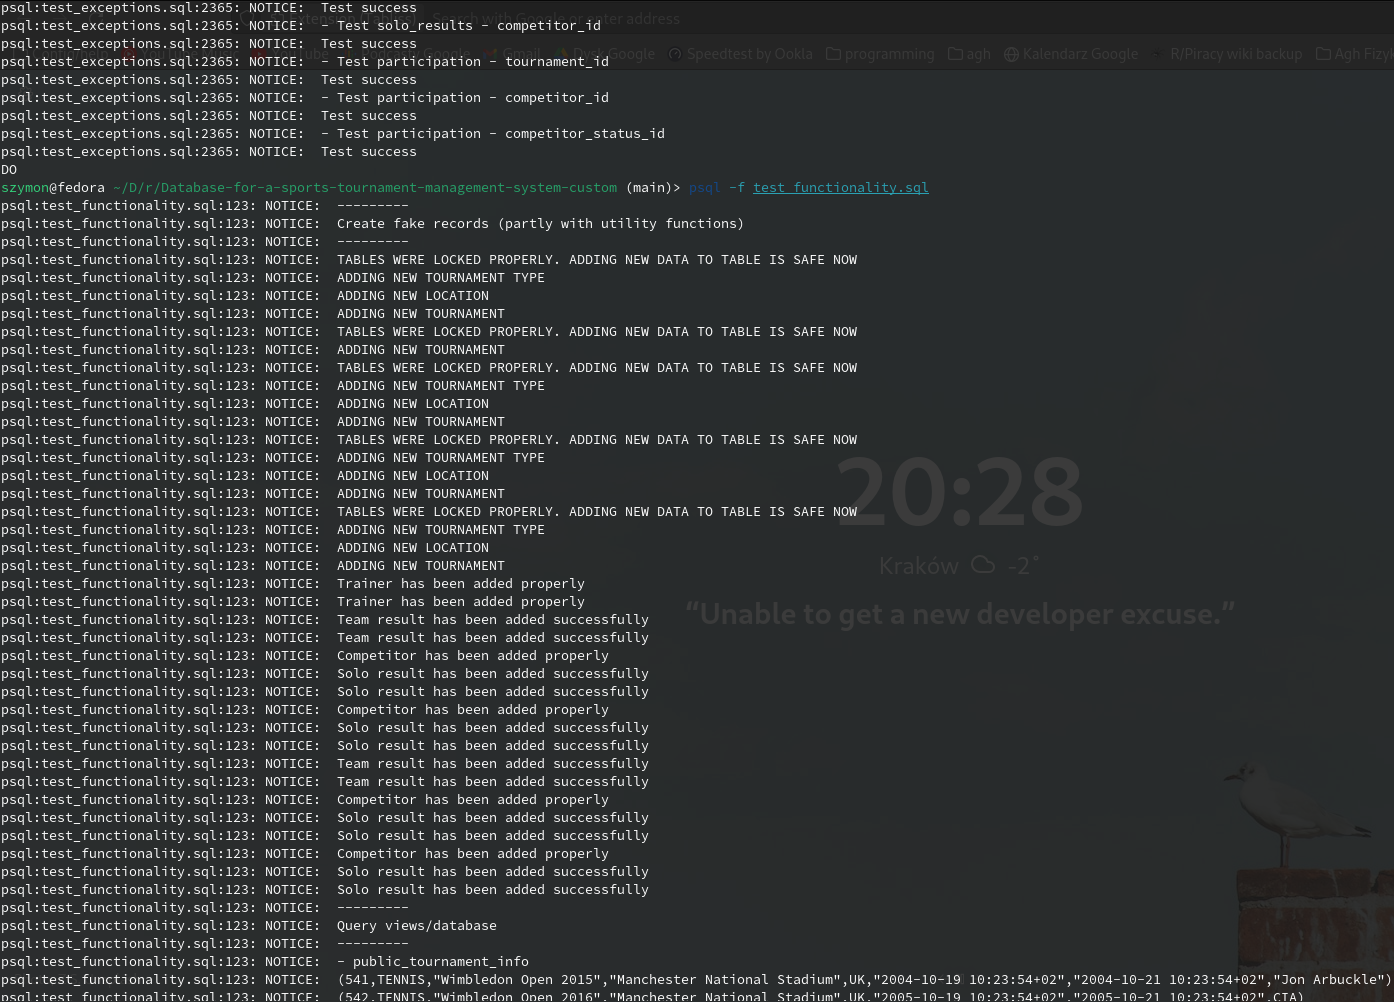 psql:test_exceptions.sql:2365: NOTICE:  Test success
Extension (Tabliss) Search with Google or enter address
psql:test_exceptions.sql:2365: NOTICE:  - Test solo_results - competitor_id
psql:test_exceptions.sql:2365: NOTICE:  Test success
YouTube Music YouTube Podcasty Google Gmail Dysk Google Speedtest by Ookla programming agh Kalendarz Google R/Piracy wiki backup Agh Fizy
psql:test_exceptions.sql:2365: NOTICE:  - Test participation - tournament_id
psql:test_exceptions.sql:2365: NOTICE:  Test success
psql:test_exceptions.sql:2365: NOTICE:  - Test participation - competitor_id
psql:test_exceptions.sql:2365: NOTICE:  Test success
psql:test_exceptions.sql:2365: NOTICE:  - Test participation - competitor_status_id
psql:test_exceptions.sql:2365: NOTICE:  Test success
DO
szymon@fedora ~/D/r/Database-for-a-sports-tournament-management-system-custom (main)> psql -f test_functionality.sql
psql:test_functionality.sql:123: NOTICE:  ---------
psql:test_functionality.sql:123: NOTICE:  Create fake records (partly with utility functions)
psql:test_functionality.sql:123: NOTICE:  ---------
psql:test_functionality.sql:123: NOTICE:  TABLES WERE LOCKED PROPERLY. ADDING NEW DATA TO TABLE IS SAFE NOW
psql:test_functionality.sql:123: NOTICE:  ADDING NEW TOURNAMENT TYPE
psql:test_functionality.sql:123: NOTICE:  ADDING NEW LOCATION
psql:test_functionality.sql:123: NOTICE:  ADDING NEW TOURNAMENT
psql:test_functionality.sql:123: NOTICE:  TABLES WERE LOCKED PROPERLY. ADDING NEW DATA TO TABLE IS SAFE NOW
psql:test_functionality.sql:123: NOTICE:  ADDING NEW TOURNAMENT
psql:test_functionality.sql:123: NOTICE:  TABLES WERE LOCKED PROPERLY. ADDING NEW DATA TO TABLE IS SAFE NOW
psql:test_functionality.sql:123: NOTICE:  ADDING NEW TOURNAMENT TYPE
psql:test_functionality.sql:123: NOTICE:  ADDING NEW LOCATION
psql:test_functionality.sql:123: NOTICE:  ADDING NEW TOURNAMENT
psql:test_functionality.sql:123: NOTICE:  TABLES WERE LOCKED PROPERLY. ADDING NEW DATA TO TABLE IS SAFE NOW
psql:test_functionality.sql:123: NOTICE:  ADDING NEW TOURNAMENT TYPE
psql:test_functionality.sql:123: NOTICE:  ADDING NEW LOCATION
psql:test_functionality.sql:123: NOTICE:  ADDING NEW TOURNAMENT
20:28
psql:test_functionality.sql:123: NOTICE:  TABLES WERE LOCKED PROPERLY. ADDING NEW DATA TO TABLE IS SAFE NOW
psql:test_functionality.sql:123: NOTICE:  ADDING NEW TOURNAMENT TYPE
psql:test_functionality.sql:123: NOTICE:  ADDING NEW LOCATION
psql:test_functionality.sql:123: NOTICE:  ADDING NEW TOURNAMENT
Kraków -2°
psql:test_functionality.sql:123: NOTICE:  Trainer has been added properly
psql:test_functionality.sql:123: NOTICE:  Trainer has been added properly
“Unable to get a new developer excuse.”
psql:test_functionality.sql:123: NOTICE:  Team result has been added successfully
psql:test_functionality.sql:123: NOTICE:  Team result has been added successfully
psql:test_functionality.sql:123: NOTICE:  Competitor has been added properly
psql:test_functionality.sql:123: NOTICE:  Solo result has been added successfully
psql:test_functionality.sql:123: NOTICE:  Solo result has been added successfully
psql:test_functionality.sql:123: NOTICE:  Competitor has been added properly
psql:test_functionality.sql:123: NOTICE:  Solo result has been added successfully
psql:test_functionality.sql:123: NOTICE:  Solo result has been added successfully
psql:test_functionality.sql:123: NOTICE:  Team result has been added successfully
psql:test_functionality.sql:123: NOTICE:  Team result has been added successfully
psql:test_functionality.sql:123: NOTICE:  Competitor has been added properly
psql:test_functionality.sql:123: NOTICE:  Solo result has been added successfully
psql:test_functionality.sql:123: NOTICE:  Solo result has been added successfully
psql:test_functionality.sql:123: NOTICE:  Competitor has been added properly
psql:test_functionality.sql:123: NOTICE:  Solo result has been added successfully
psql:test_functionality.sql:123: NOTICE:  Solo result has been added successfully
psql:test_functionality.sql:123: NOTICE:  ---------
psql:test_functionality.sql:123: NOTICE:  Query views/database
psql:test_functionality.sql:123: NOTICE:  ---------
psql:test_functionality.sql:123: NOTICE:  - public_tournament_info
psql:test_functionality.sql:123: NOTICE:  (541,TENNIS,"Wimbledon Open 2015","Manchester National Stadium",UK,"2004-10-19 10:23:54+02","2004-10-21 10:23:54+02","Jon Arbuckle")
psql:test_functionality.sql:123: NOTICE:  (542,TENNIS,"Wimbledon Open 2016","Manchester National Stadium",UK,"2005-10-19 10:23:54+02","2005-10-21 10:23:54+02",CIA)